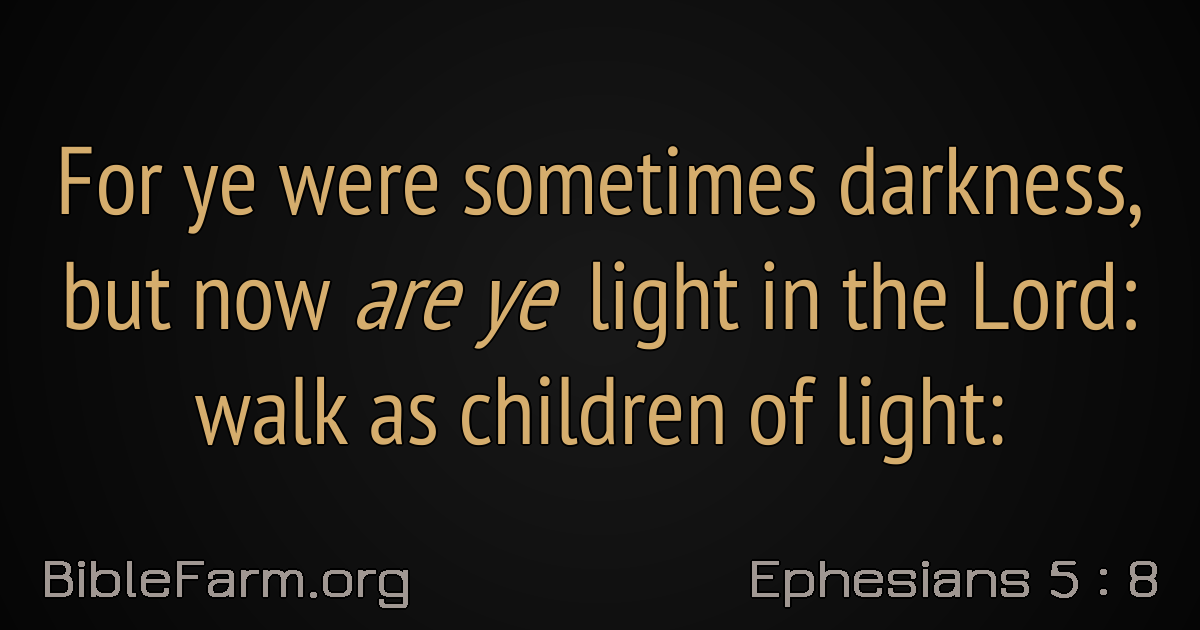 For ye were sometimes darkness,
but now are ye light in the Lord:
walk as children of light:
BibleFarm.org
Ephesians 5 : 8